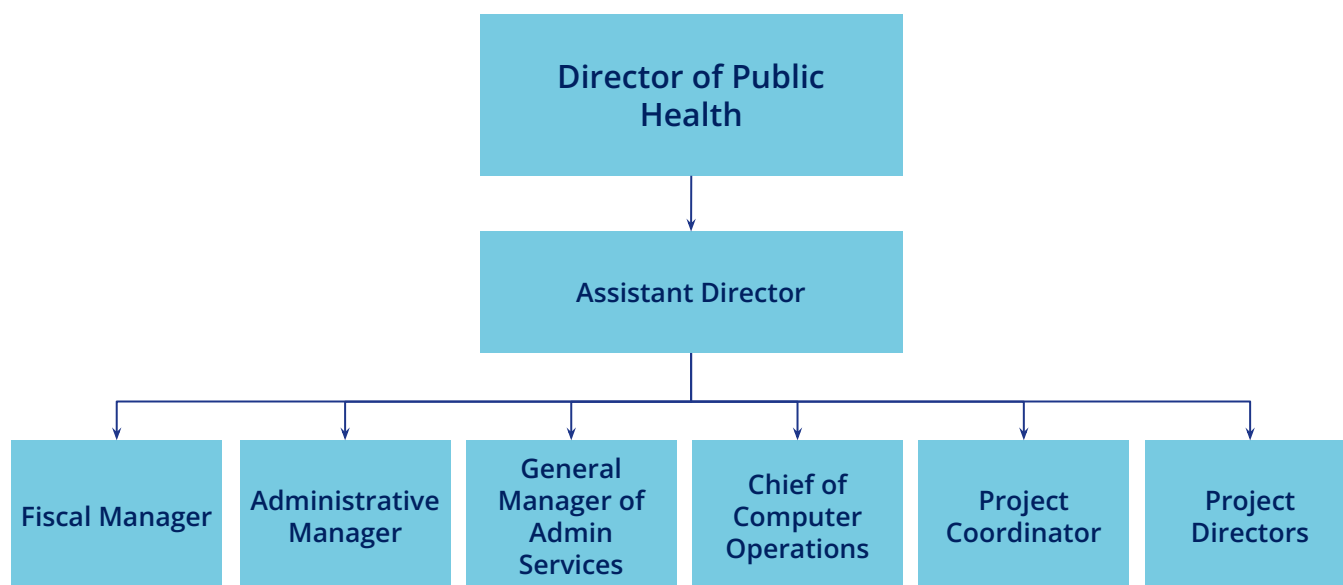 Director of Public
Health
Assistant Director
Fiscal Manager
Administrative
Manager
General
Manager of
Admin
Services
Chief of
Computer
Operations
Project
Coordinator
Project
Directors